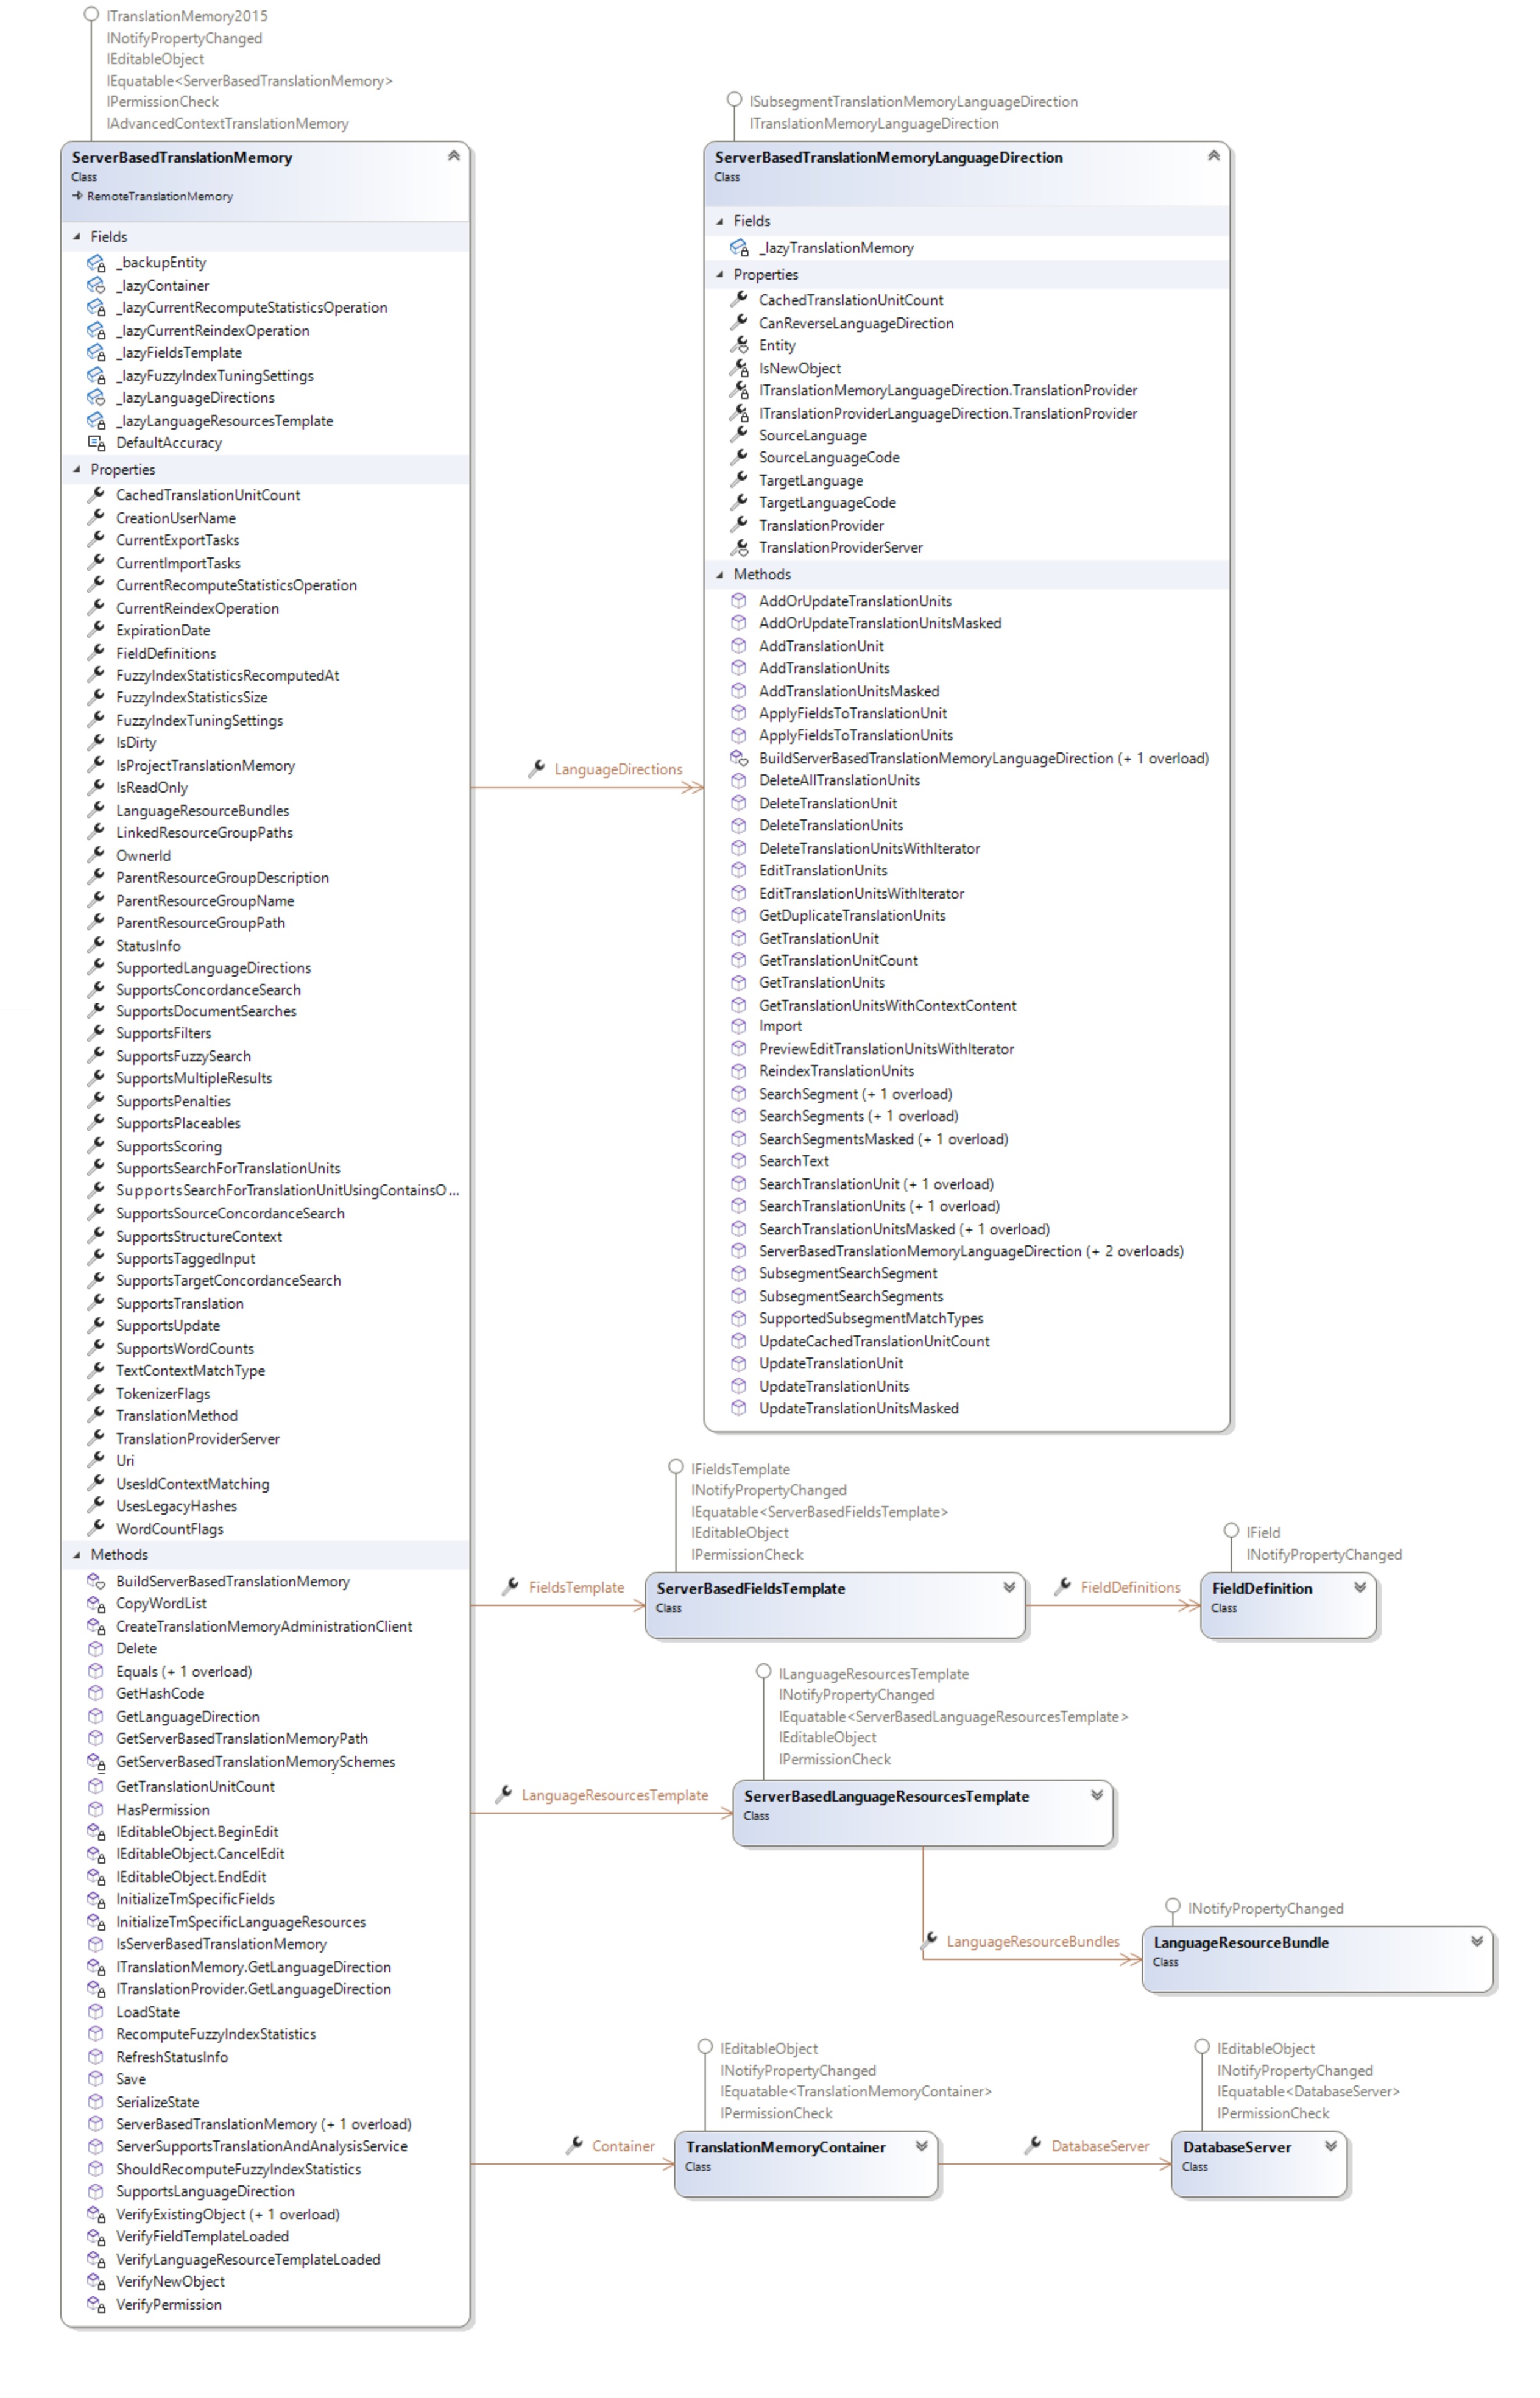 ITranslationMemory2015
INotifyPropertyChanged
IEditableObject
IEquatable<ServerBasedTranslationMemory>
IPermissionCheck
IAdvancedContextTranslationMemory
ServerBasedTranslationMemory
Class
RemoteTranslationMemory
Fields
_backupEntity
_lazyContainer
_lazyCurrentRecomputeStatisticsOperation
_lazyCurrentReindexOperation
_lazyFieldsTemplate
_lazyFuzzyIndexTuningSettings
_lazyLanguageDirections
_lazyLanguageResourcesTemplate
DefaultAccuracy
Properties
CachedTranslationUnitCount
CreationUserName
CurrentExportTasks
CurrentImportTasks
CurrentRecomputeStatisticsOperation
CurrentReindexOperation
ExpirationDate
FieldDefinitions
FuzzyIndexStatisticsRecomputedAt
FuzzyIndexStatisticsSize
FuzzyIndexTuningSettings
IsDirty
IsProjectTranslationMemory
IsReadOnly
LanguageResourceBundles
LinkedResourceGroupPaths
OwnerId
ParentResourceGroupDescription
ParentResourceGroupName
ParentResourceGroupPath
StatusInfo
SupportedLanguageDirections
SupportsConcordanceSearch
SupportsDocumentSearches
SupportsFilters
SupportsFuzzySearch
SupportsMultipleResults
SupportsPenalties
SupportsPlaceables
SupportsScoring
SupportsSearchForTranslationUnits
SupportsSearchForTranslationUnitUsingContainsO...
SupportsSourceConcordanceSearch
SupportsStructureContext
SupportsTaggedInput
SupportsTargetConcordanceSearch
SupportsTranslation
SupportsUpdate
SupportsWordCounts
TextContextMatchType
TokenizerFlags
TranslationMethod
TranslationProviderServer
Uri
UsesIdContextMatching
UsesLegacyHashes
WordCountFlags
Methods
BuildServerBasedTranslationMemory
CopyWordList
CreateTranslationMemoryAdministrationClient
Delete
Equals (+ 1 overload)
GetHashCode
GetLanguageDirection
GetServerBasedTranslationMemoryPath
GetServerBasedTranslationMemorySchemes
GetTranslationUnitCount
HasPermission
IEditableObject.BeginEdit
IEditableObject.CancelEdit
IEditableObject.EndEdit
InitializeTmSpecificFields
InitializeTmSpecificLanguageResources
IsServerBasedTranslationMemory
ITranslationMemory.GetLanguageDirection
ITranslationProvider.GetLanguageDirection
LoadState
RecomputeFuzzyIndexStatistics
RefreshStatusInfo
Save
SerializeState
ServerBasedTranslationMemory (+ 1 overload)
ServerSupportsTranslationAndAnalysisService
ShouldRecomputeFuzzyIndexStatistics
SupportsLanguageDirection
VerifyExistingObject (+ 1 overload)
VerifyFieldTemplateLoaded
VerifyLanguageResourceTemplateLoaded
VerifyNewObject
VerifyPermission
LanguageDirections
ISubsegmentTranslationMemoryLanguageDirection
ITranslationMemoryLanguageDirection
ServerBasedTranslationMemoryLanguageDirection
Class
Fields
_lazyTranslationMemory
Properties
CachedTranslationUnitCount
CanReverseLanguageDirection
Entity
IsNewObject
ITranslationMemoryLanguageDirection.TranslationProvider
ITranslationProviderLanguageDirection.TranslationProvider
SourceLanguage
SourceLanguageCode
TargetLanguage
TargetLanguageCode
TranslationProvider
TranslationProviderServer
Methods
AddOrUpdateTranslationUnits
AddOrUpdateTranslationUnitsMasked
AddTranslationUnit
AddTranslationUnits
AddTranslationUnitsMasked
ApplyFieldsToTranslationUnit
ApplyFieldsToTranslationUnits
BuildServerBasedTranslationMemoryLanguageDirection (+ 1 overload)
DeleteAllTranslationUnits
DeleteTranslationUnit
DeleteTranslationUnits
DeleteTranslationUnitsWithIterator
EditTranslationUnits
EditTranslationUnitsWithIterator
GetDuplicateTranslationUnits
GetTranslationUnit
GetTranslationUnitCount
GetTranslationUnits
GetTranslationUnitsWithContextContent
Import
PreviewEditTranslationUnitsWithIterator
ReindexTranslationUnits
SearchSegment (+ 1 overload)
SearchSegments (+ 1 overload)
SearchSegmentsMasked (+ 1 overload)
SearchText
SearchTranslationUnit (+ 1 overload)
SearchTranslationUnits (+ 1 overload)
SearchTranslationUnitsMasked (+ 1 overload)
ServerBasedTranslationMemoryLanguageDirection (+ 2 overloads)
SubsegmentSearchSegment
SubsegmentSearchSegments
SupportedSubsegmentMatchTypes
UpdateCachedTranslationUnitCount
UpdateTranslationUnit
UpdateTranslationUnits
UpdateTranslationUnitsMasked
FieldsTemplate
IFieldsTemplate
INotifyPropertyChanged
IEquatable<ServerBasedFieldsTemplate>
IEditableObject
IPermissionCheck
ServerBasedFieldsTemplate
Class
FieldDefinitions
IField
INotifyPropertyChanged
FieldDefinition
Class
LanguageResourcesTemplate
ILanguageResourcesTemplate
INotifyPropertyChanged
IEquatable<ServerBasedLanguageResourcesTemplate>
IEditableObject
IPermissionCheck
ServerBasedLanguageResourcesTemplate
Class
LanguageResourceBundles
INotifyPropertyChanged
LanguageResourceBundle
Class
Container
IEditableObject
INotifyPropertyChanged
IEquatable<TranslationMemoryContainer>
IPermissionCheck
TranslationMemoryContainer
Class
DatabaseServer
IEditableObject
INotifyPropertyChanged
IEquatable<DatabaseServer>
IPermissionCheck
DatabaseServer
Class